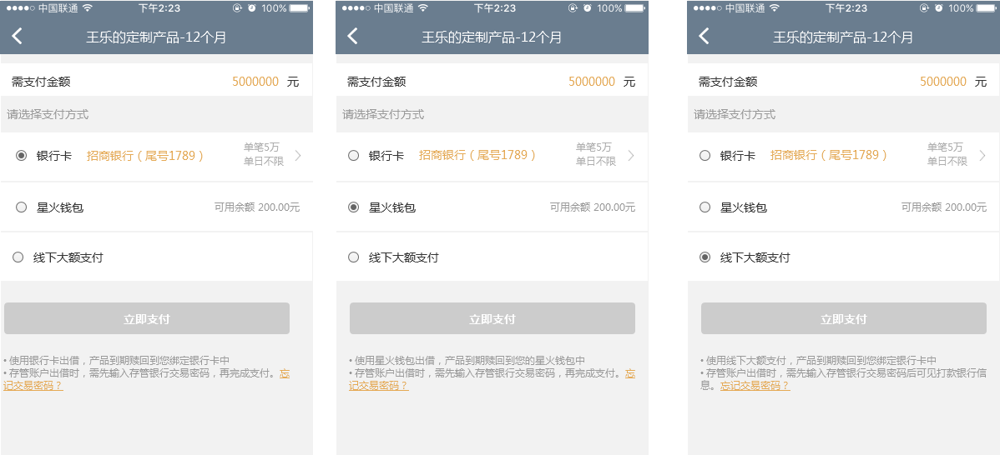 中国联通 下午2:23 100%
王乐的定制产品-12个月
需支付金额 5000000 元
请选择支付方式
银行卡 招商银行（尾号1789） 单笔5万
单日不限
星火钱包 可用余额 200.00元
线下大额支付
立即支付
• 使用银行卡出借，产品到期赎回到您绑定银行卡中
• 存管账户出借时，需先输入存管银行交易密码，再完成支付。忘
记交易密码？
中国联通 下午2:23 100%
王乐的定制产品-12个月
需支付金额 5000000 元
请选择支付方式
银行卡 招商银行（尾号1789） 单笔5万
单日不限
星火钱包 可用余额 200.00元
线下大额支付
立即支付
• 使用星火钱包出借，产品到期赎回到您的星火钱包中
• 存管账户出借时，需先输入存管银行交易密码，再完成支付。忘
记交易密码？
中国联通 下午2:23 100%
王乐的定制产品-12个月
需支付金额 5000000 元
请选择支付方式
银行卡 招商银行（尾号1789） 单笔5万
单日不限
星火钱包 可用余额 200.00元
线下大额支付
立即支付
• 使用线下大额支付，产品到期赎回到您绑定银行卡中
• 存管账户出借时，需先输入存管银行交易密码后可见打款银行信
息。忘记交易密码？